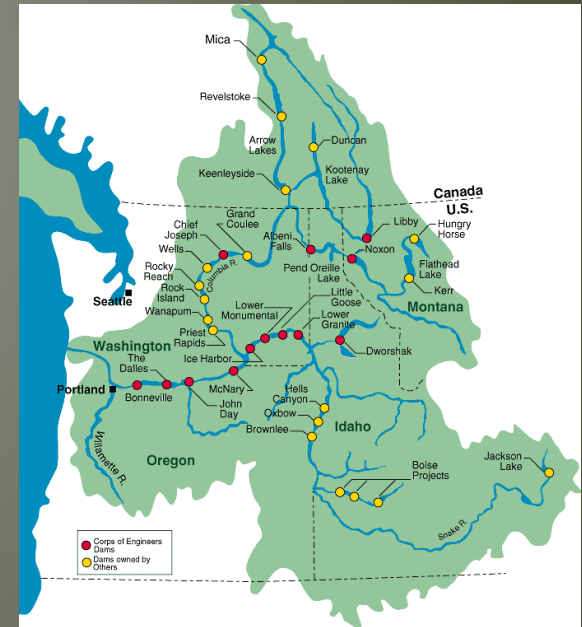 Mica
Revelstoke
Arrow
Lakes
Duncan
Keenleyside
Kootenay
Lake
Canada
U.S.
Grand
Coulee
Chief
Joseph
Albeni
Falls
Libby
Hungry
Horse
Wells
Noxon
Columbia R.
Rocky
Reach
Pend Oreille
Lake
Flathead
Lake
Rock
Island
Kerr
Seattle
Wanapum
Lower
Monumental
Little
Goose
Montana
Priest
Rapids
Lower
Granite
Washington
Ice Harbor
Dworshak
The
Dalles
Portland
Bonneville
McNary
John
Day
Hells
Canyon
Oxbow
Brownlee
Idaho
Willamette R.
Oregon
Boise
Projects
Jackson
Lake
Snake R.
Corps of Engineers
Dams
Dams owned by
Others